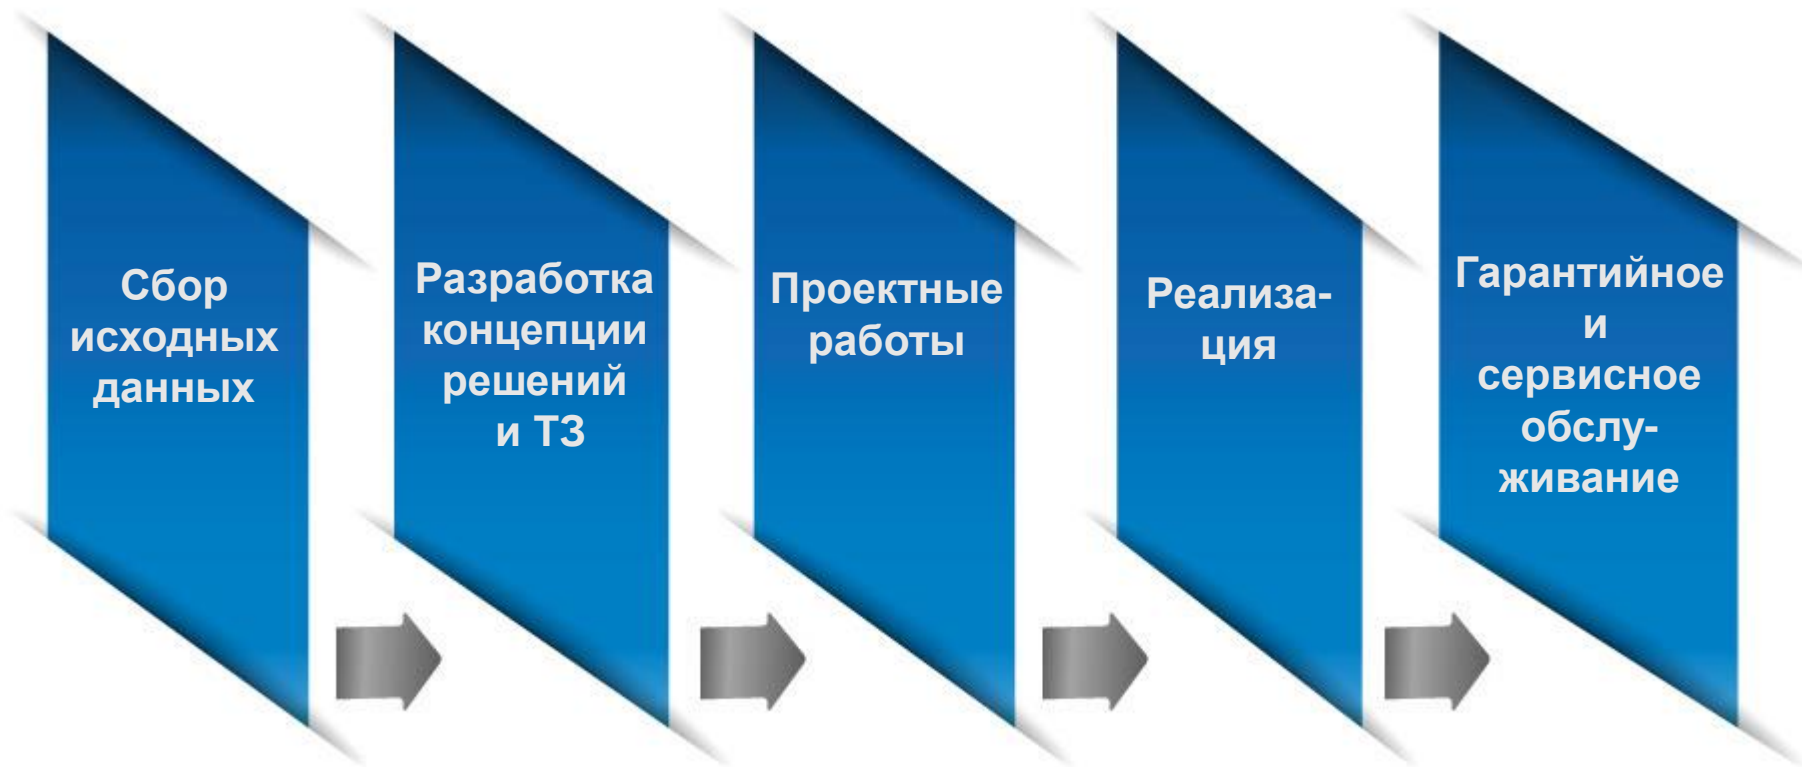 Сбор
исходных
данных
Разработка
концепции
решений
и ТЗ
Проектные
работы
Реализа-
ция
Гарантийное
и
сервисное
обслу-
живание